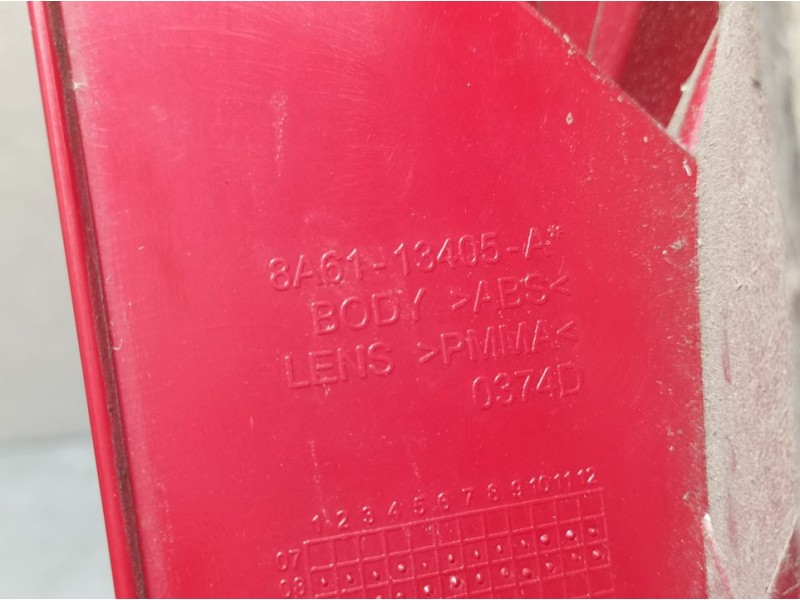 8A61-13405-A*
BODY >ABS<
LENS >PMMA<
0374D
1 2 3 4 5 6 7 8 9 10 11 12
07
08